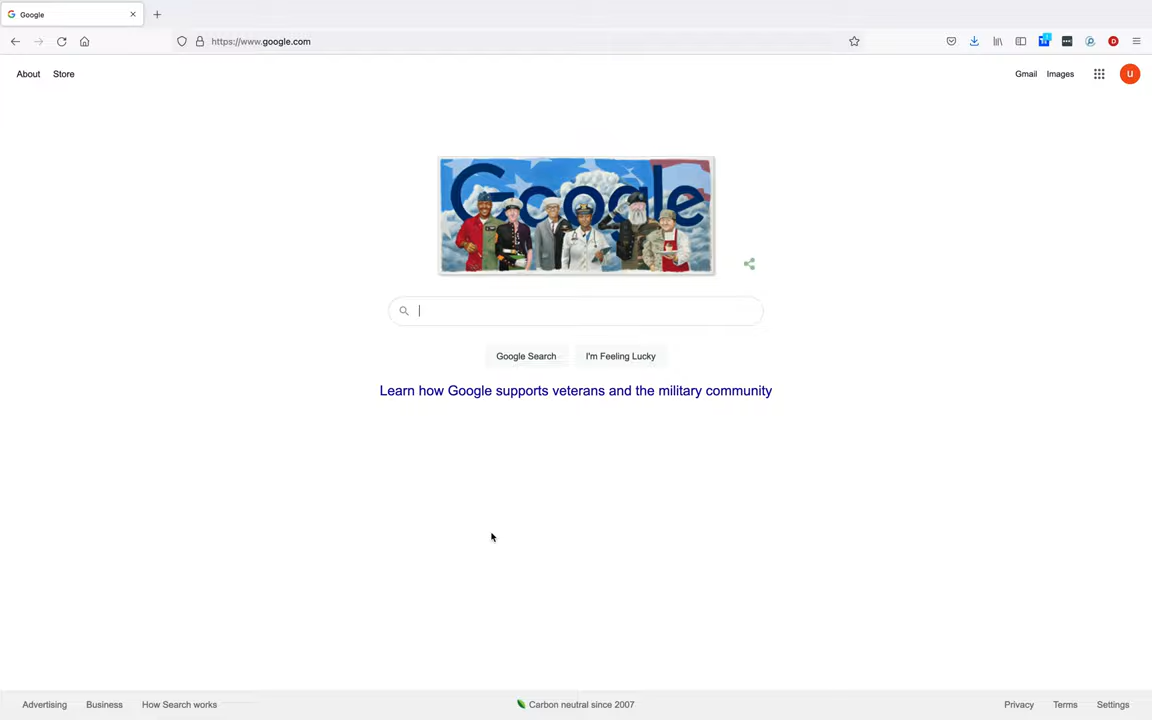 Google
https://www.google.com
About Store
Gmail Images
U
Google
Google Search I'm Feeling Lucky
Learn how Google supports veterans and the military community
Advertising Business How Search works
Carbon neutral since 2007
Privacy Terms Settings